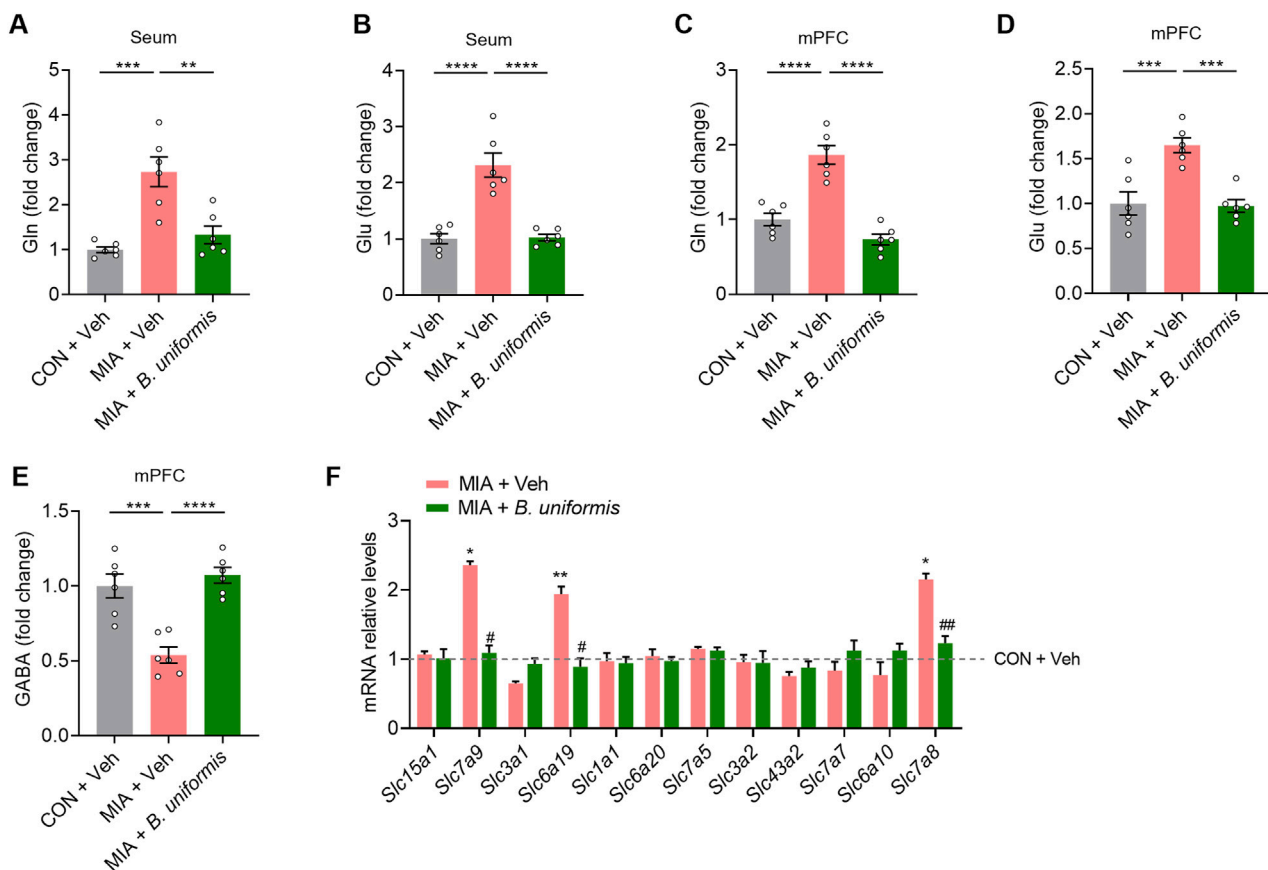 A
Seum
*** **
Gln (fold change)
5
4
3
2
1
0
CON + Veh
MIA + Veh
MIA + B. uniformis
B
Seum
**** ****
Glu (fold change)
4
3
2
1
0
CON + Veh
MIA + Veh
MIA + B. uniformis
C
mPFC
**** ****
Gln (fold change)
3
2
1
0
CON + Veh
MIA + Veh
MIA + B. uniformis
D
mPFC
*** ***
Glu (fold change)
2.5
2.0
1.5
1.0
0.5
0.0
CON + Veh
MIA + Veh
MIA + B. uniformis
E
mPFC
*** ****
GABA (fold change)
1.5
1.0
0.5
0.0
CON + Veh
MIA + Veh
MIA + B. uniformis
F
MIA + Veh
MIA + B. uniformis
mRNA relative levels
3
2
1
0
* ** *
# # ##
CON + Veh
Slc15a1
Slc7a9
Slc3a1
Slc6a19
Slc1a1
Slc6a20
Slc7a5
Slc3a2
Slc43a2
Slc7a7
Slc6a10
Slc7a8